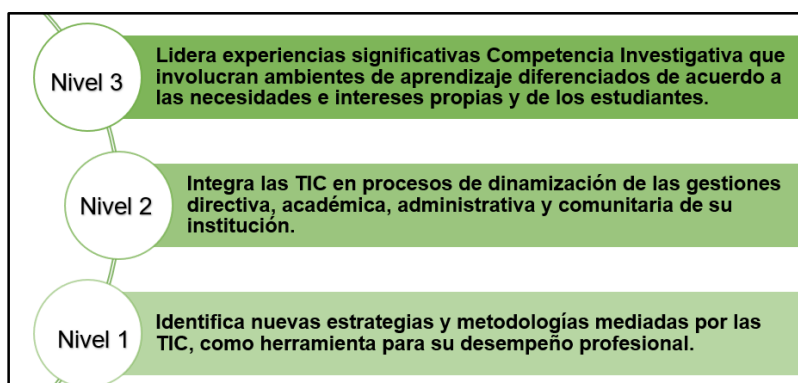 Nivel 3
Lidera experiencias significativas Competencia Investigativa que
involucran ambientes de aprendizaje diferenciados de acuerdo a
las necesidades e intereses propias y de los estudiantes.
Nivel 2
Integra las TIC en procesos de dinamización de las gestiones
directiva, académica, administrativa y comunitaria de su
institución.
Nivel 1
Identifica nuevas estrategias y metodologías mediadas por las
TIC, como herramienta para su desempeño profesional.